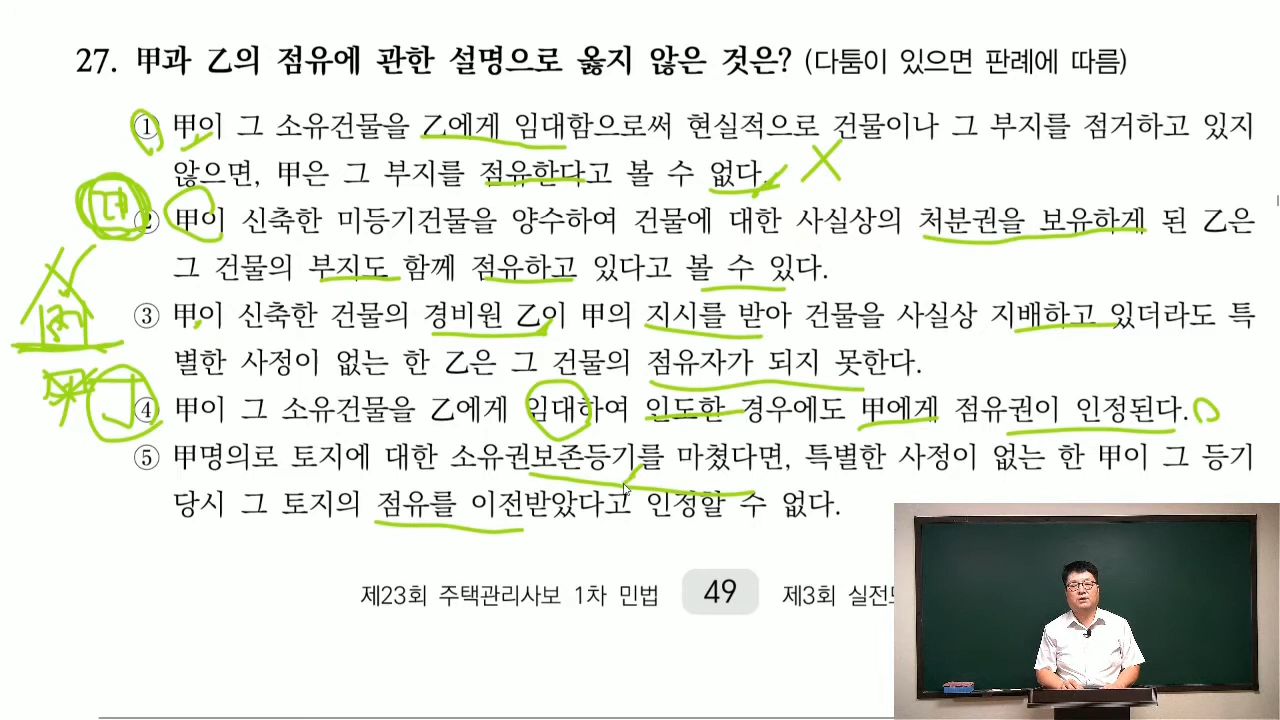 27. 甲과 乙의 점유에 관한 설명으로 옳지 않은 것은? (다툼이 있으면 판례에 따름)
① 甲이 그 소유건물을 乙에게 임대함으로써 현실적으로 건물이나 그 부지를 점거하고 있지
않으면, 甲은 그 부지를 점유한다고 볼 수 없다.
② 甲이 신축한 미등기건물을 양수하여 건물에 대한 사실상의 처분권을 보유하게 된 乙은
그 건물의 부지도 함께 점유하고 있다고 볼 수 있다.
③ 甲이 신축한 건물의 경비원 乙이 甲의 지시를 받아 건물을 사실상 지배하고 있더라도 특
별한 사정이 없는 한 乙은 그 건물의 점유자가 되지 못한다.
④ 甲이 그 소유건물을 乙에게 임대하여 인도한 경우에도 甲에게 점유권이 인정된다.
⑤ 甲명의로 토지에 대한 소유권보존등기를 마쳤다면, 특별한 사정이 없는 한 甲이 그 등기
당시 그 토지의 점유를 이전받았다고 인정할 수 없다.
제23회 주택관리사보 1차 민법 49 제3회